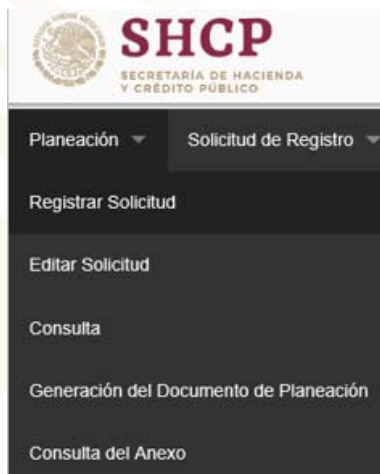 SHCP
SECRETARÍA DE HACIENDA
Y CRÉDITO PÚBLICO
Planeación Solicitud de Registro
Registrar Solicitud
Editar Solicitud
Consulta
Generación del Documento de Planeación
Consulta del Anexo